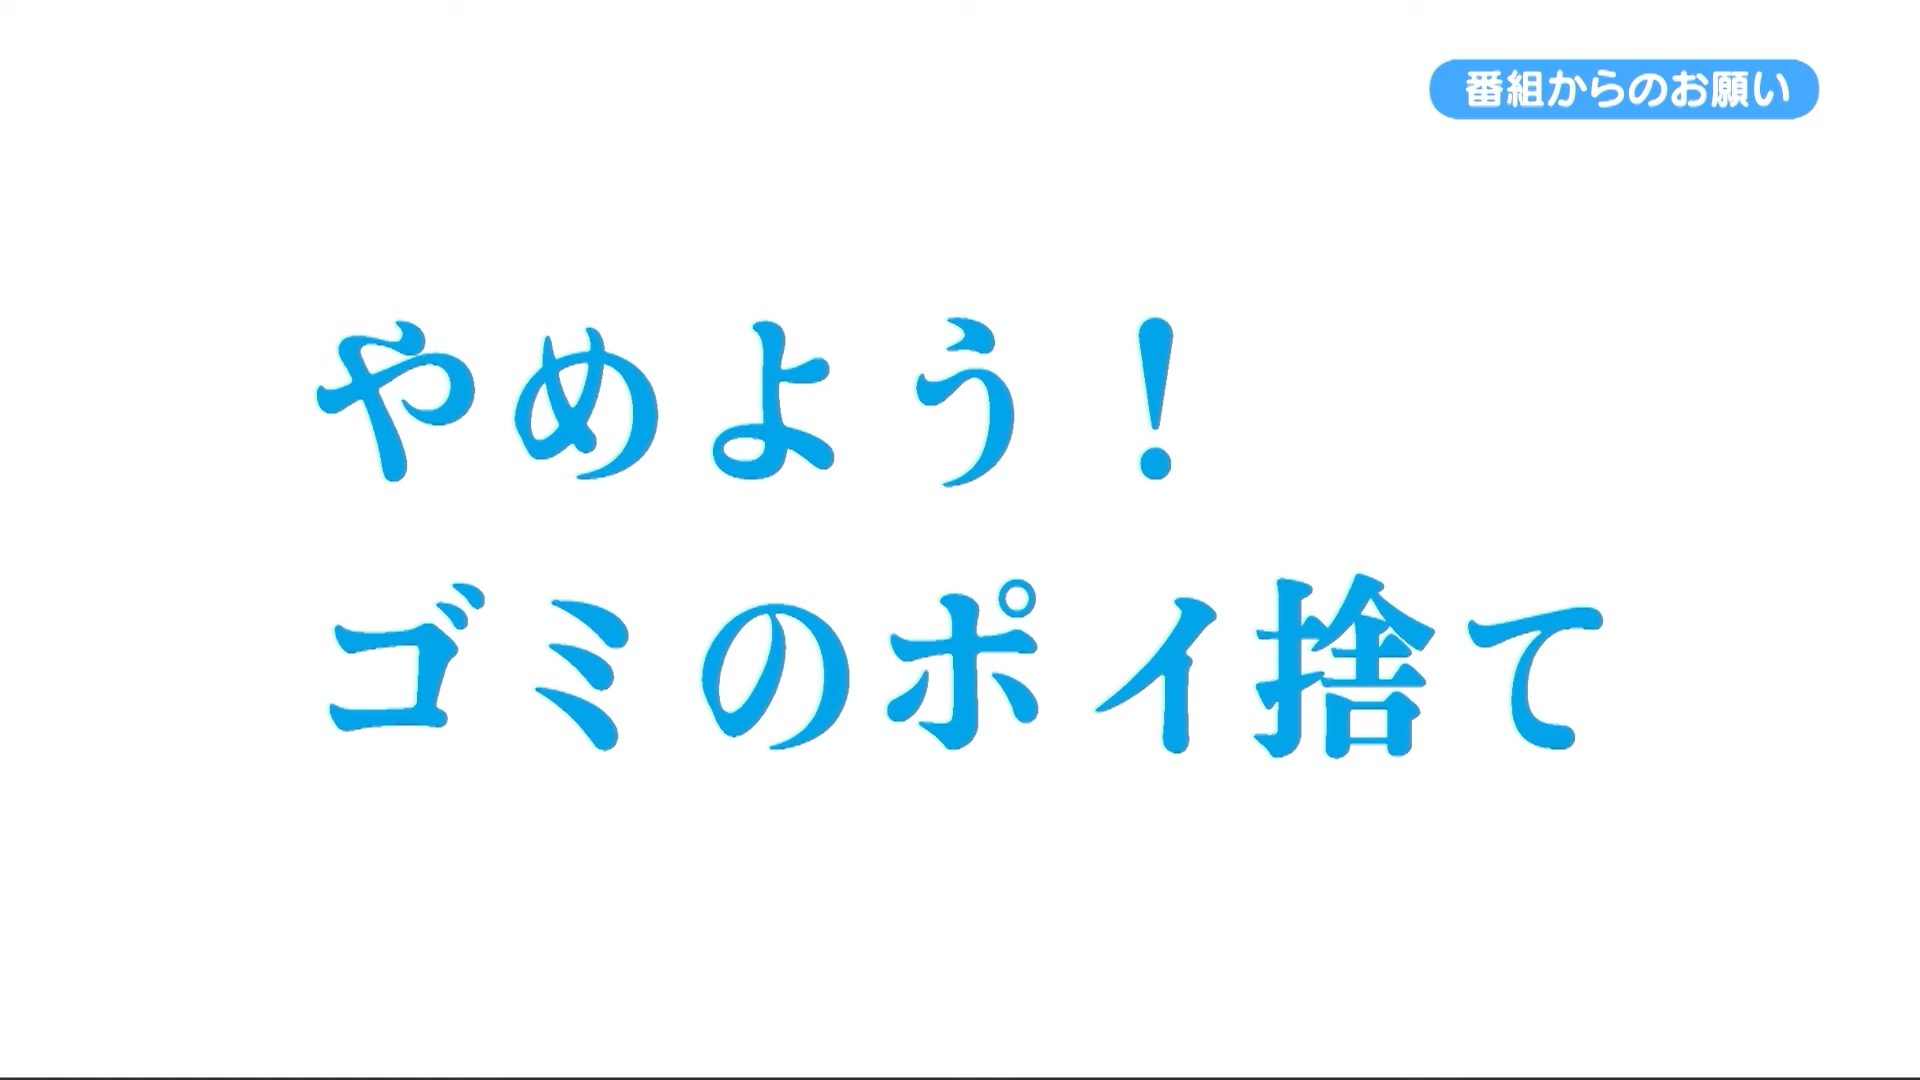 番組からのお願い
やめよう！
ゴミのポイ捨て